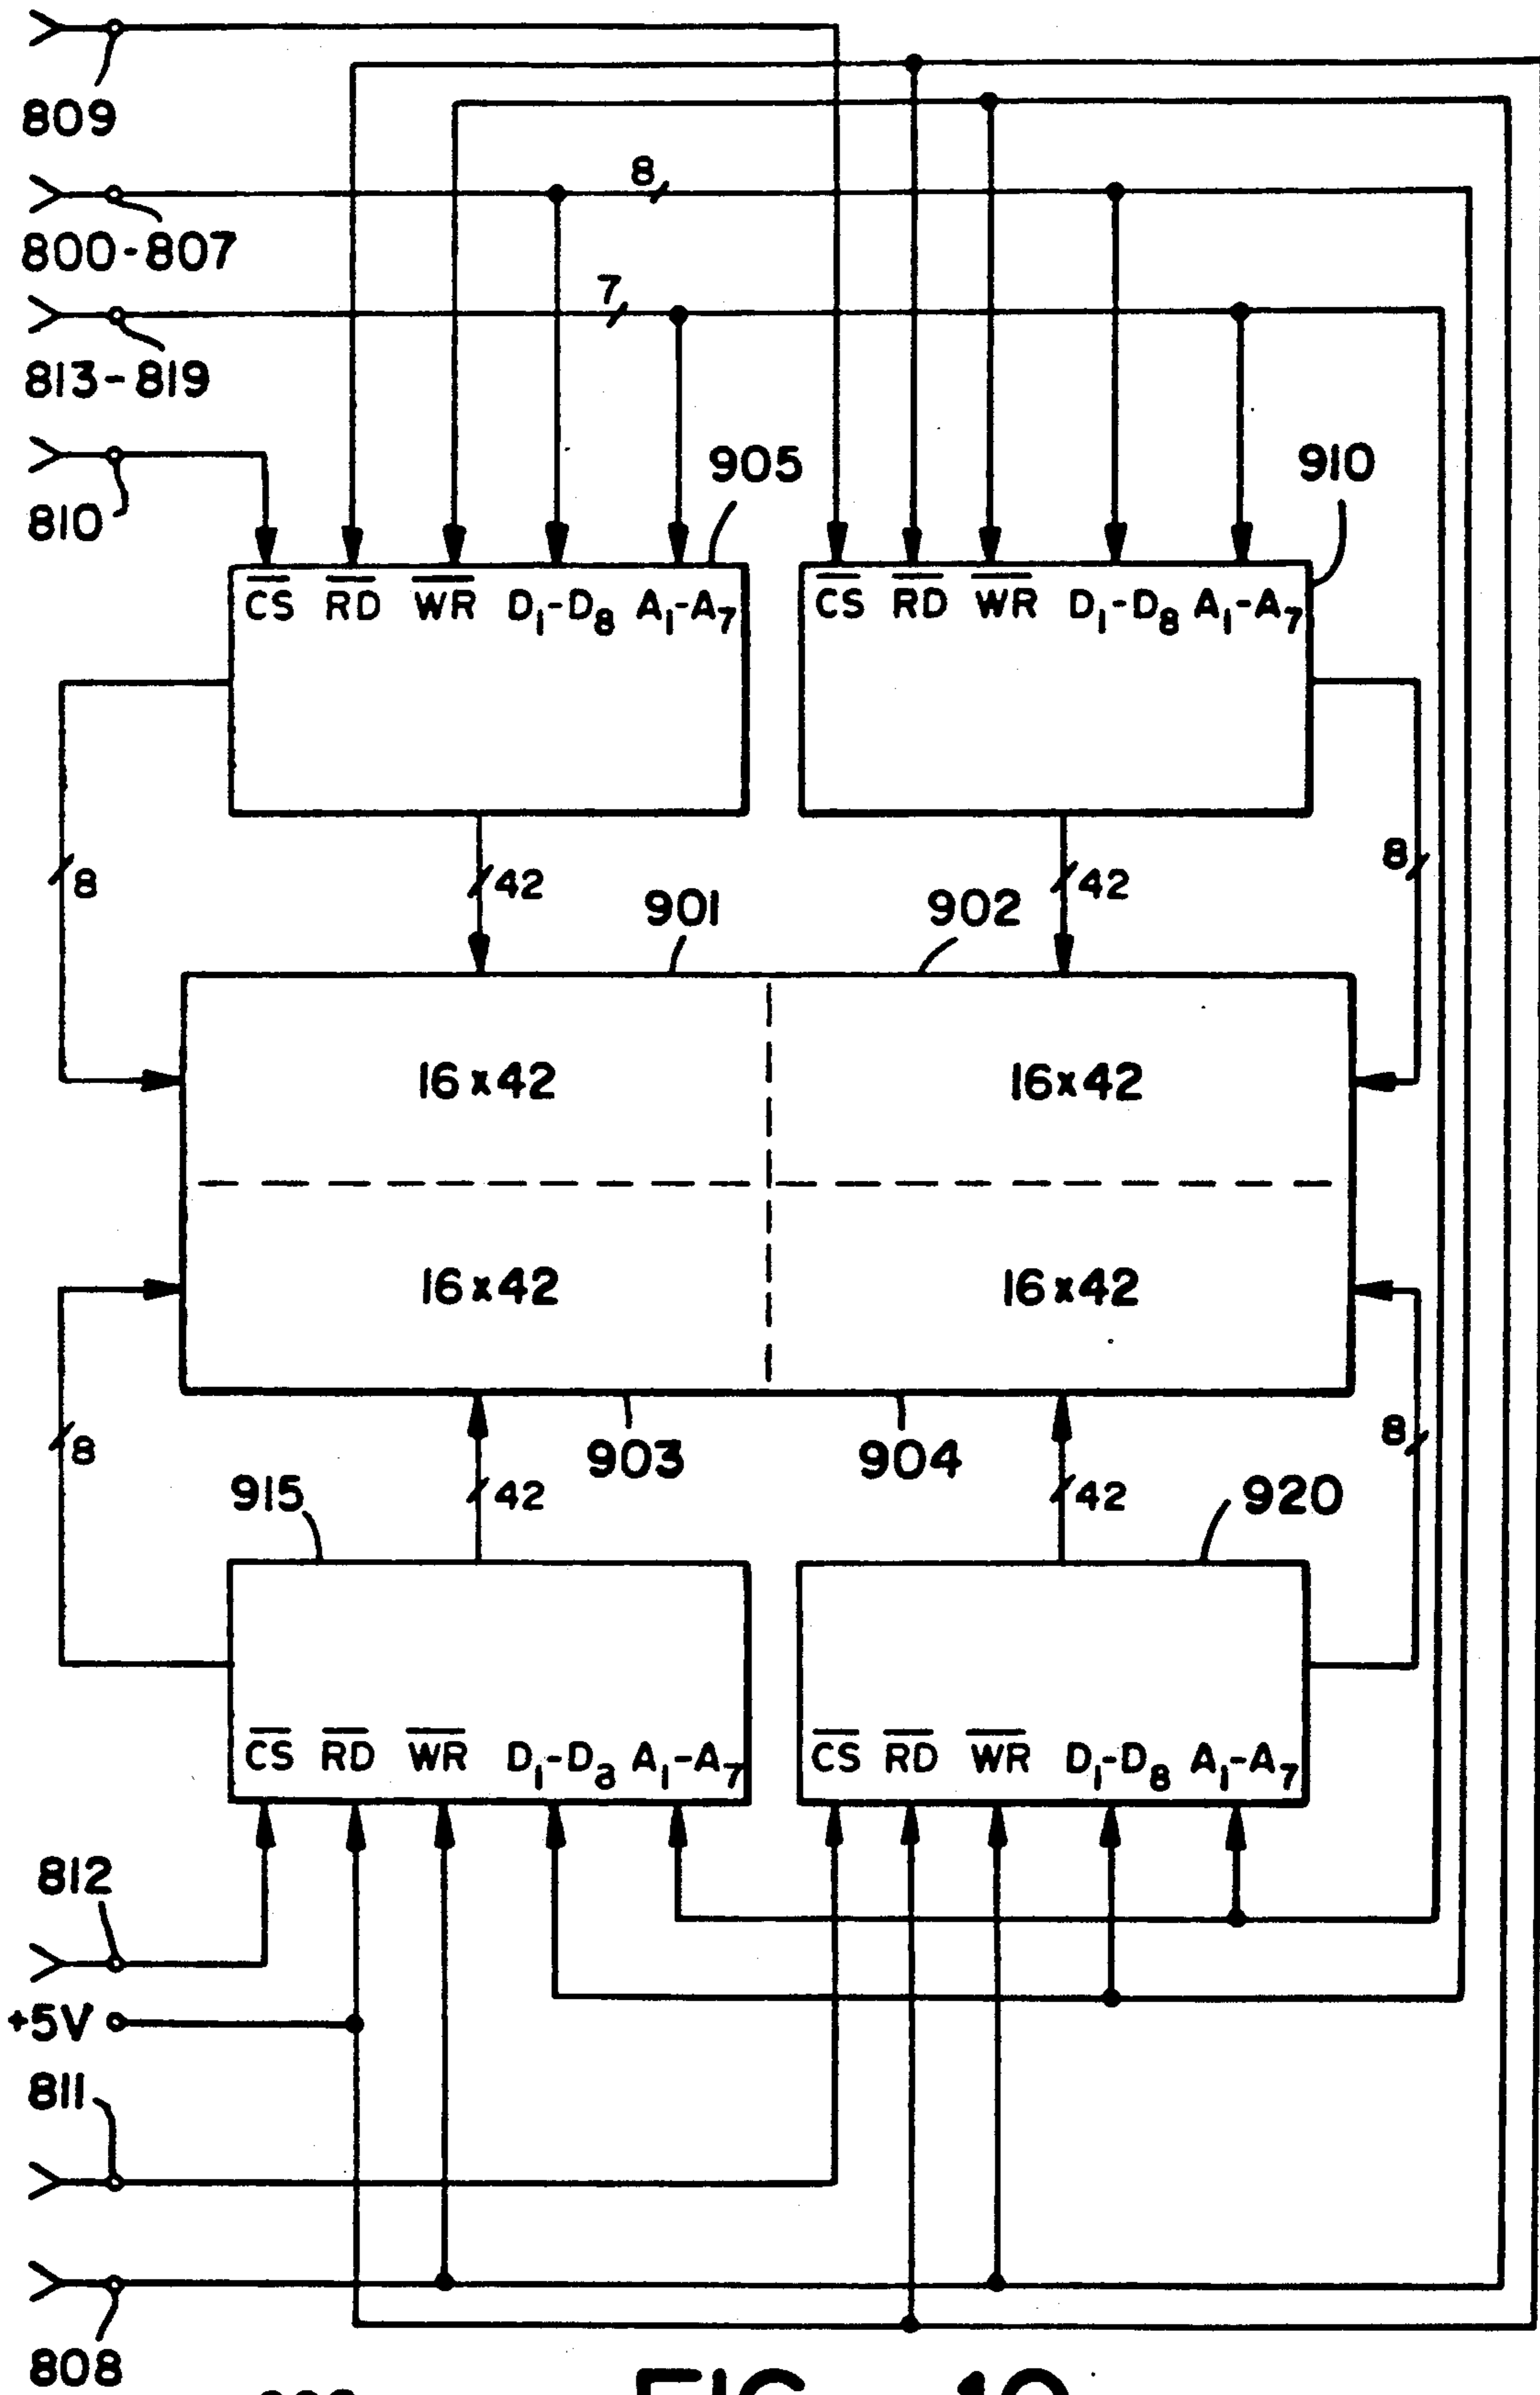 809
8
800-807
7
813-819
905
910
810
CS RD WR D1-D8 A1-A7
CS RD WR D1-D8 A1-A7
8
42
42
8
901
902
16x42
16x42
16x42
16x42
8
903
904
8
915
42
42
920
CS RD WR D1-D8 A1-A7
CS RD WR D1-D8 A1-A7
812
+5V
811
808